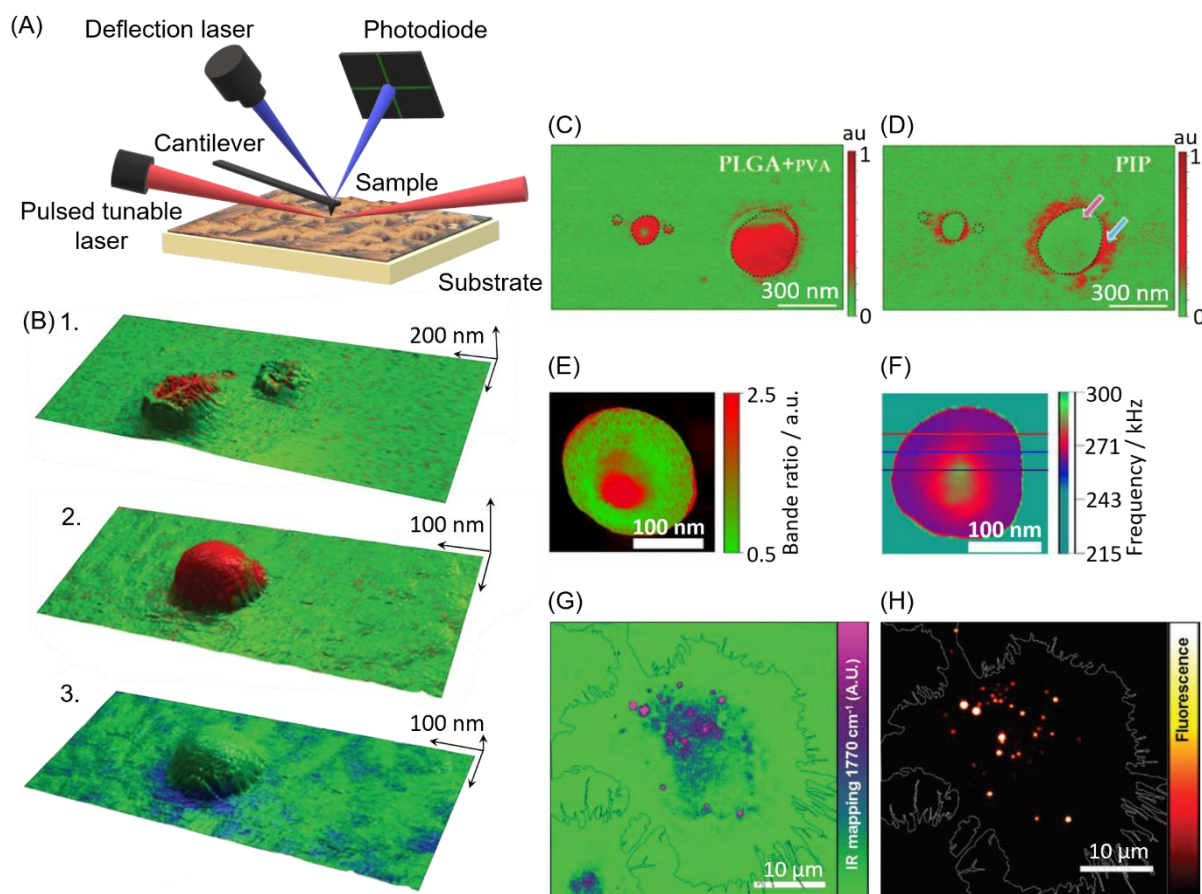 (A)
Deflection laser
Photodiode
Cantilever
Sample
Pulsed tunable
laser
Substrate
(B) 1.
200 nm
2.
100 nm
3.
100 nm
(C)
au
PLGA+PVA
1
300 nm
0
(D)
au
PIP
1
300 nm
0
(E)
2.5
Bande ratio / a.u.
100 nm
0.5
(F)
300
271
243
215
Frequency / kHz
100 nm
(G)
IR mapping 1770 cm⁻¹ (A.U.)
10 µm
(H)
Fluorescence
10 µm